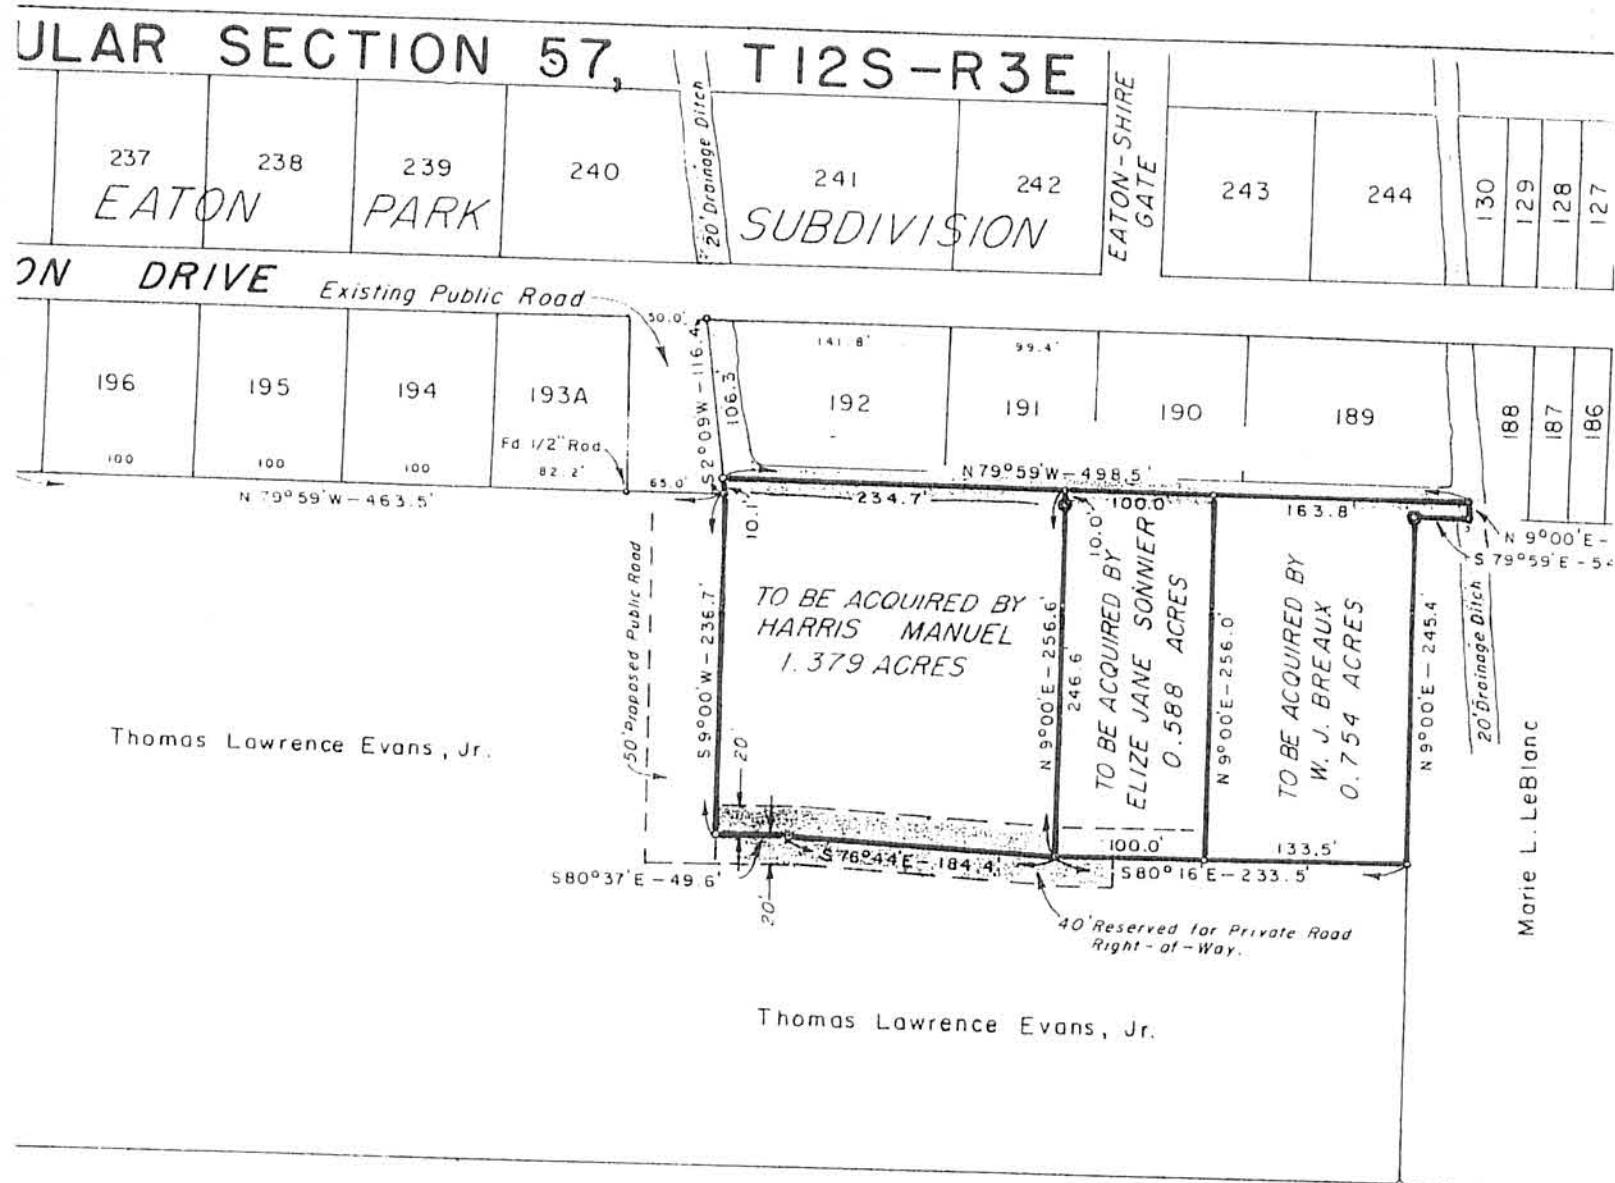 ULAR SECTION 57, T12S-R3E
20' Drainage Ditch
EATON-SHIRE
GATE
237
238
239
240
241
242
243
244
130
129
128
127
EATON PARK SUBDIVISION
ON DRIVE
Existing Public Road
50.0'
141.8'
99.4'
S 2°09'W-116.4'
106.3'
196
195
194
193A
192
191
190
189
188
187
186
Fd. 1/2" Rod
100
100
100
82.2'
65.0'
N 79°59'W-463.5'
N 79°59'W-498.5'
234.7'
100.0'
163.8'
10.1'
10.0'
N 9°00'E-
S 79°59'E-54
50' Proposed Public Road
S 9°00'W-236.7'
TO BE ACQUIRED BY
HARRIS MANUEL
1.379 ACRES
N 9°00'E-256.6'
246.6'
TO BE ACQUIRED BY
ELIZE JANE SONNIER
0.588 ACRES
N 9°00'E-256.0'
TO BE ACQUIRED BY
W. J. BREAUX
0.754 ACRES
N 9°00'E-245.4'
20' Drainage Ditch
Marie L. LeBlanc
Thomas Lawrence Evans, Jr.
20'
S 76°44'E-184.4'
100.0'
133.5'
S80°37'E-49.6'
S80°16'E-233.5'
20'
40' Reserved for Private Road
Right-of-Way.
Thomas Lawrence Evans, Jr.